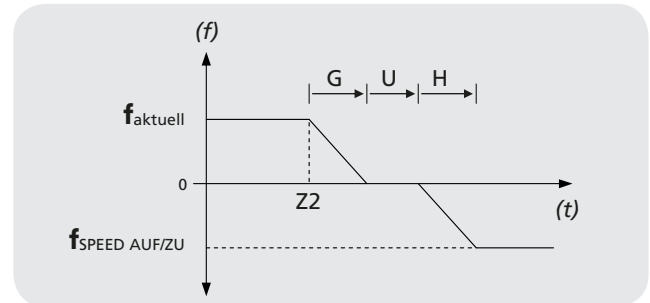 (f)
G U H
faktuell
0
Z2
(t)
fSPEED AUF/ZU